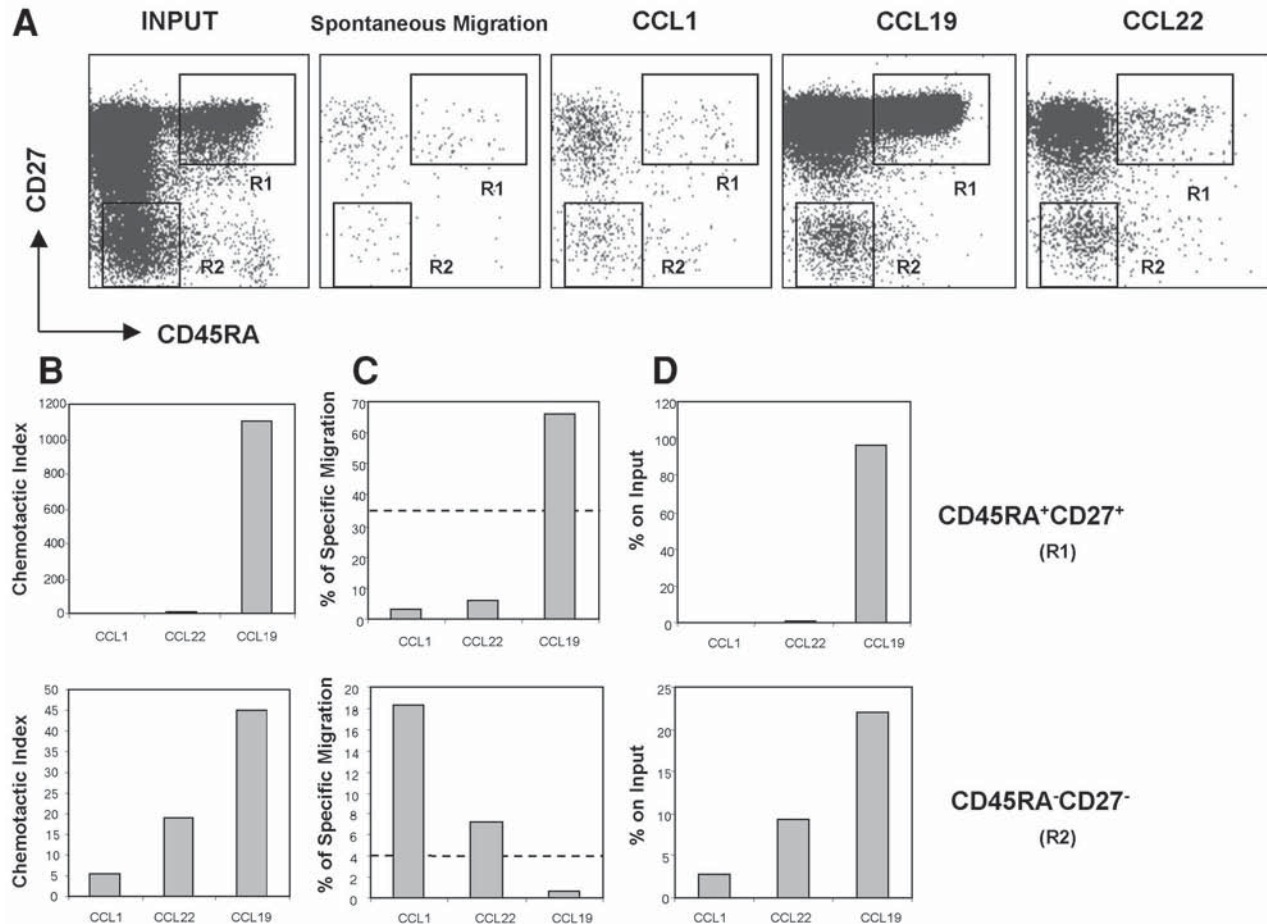 A
INPUT
Spontaneous Migration
CCL1
CCL19
CCL22
CD27
CD45RA
R1
R2
R1
R2
R1
R2
R1
R2
R1
R2
B
C
D
Chemotactic Index
1200
1000
800
600
400
200
0
CCL1 CCL22 CCL19
% of Specific Migration
70
60
50
40
30
20
10
0
CCL1 CCL22 CCL19
% on Input
120
100
80
60
40
20
0
CCL1 CCL22 CCL19
CD45RA⁺CD27⁺
(R1)
Chemotactic Index
50
45
40
35
30
25
20
15
10
5
0
CCL1 CCL22 CCL19
% of Specific Migration
20
18
16
14
12
10
8
6
4
2
0
CCL1 CCL22 CCL19
% on Input
25
20
15
10
5
0
CCL1 CCL22 CCL19
CD45RA⁻CD27⁻
(R2)